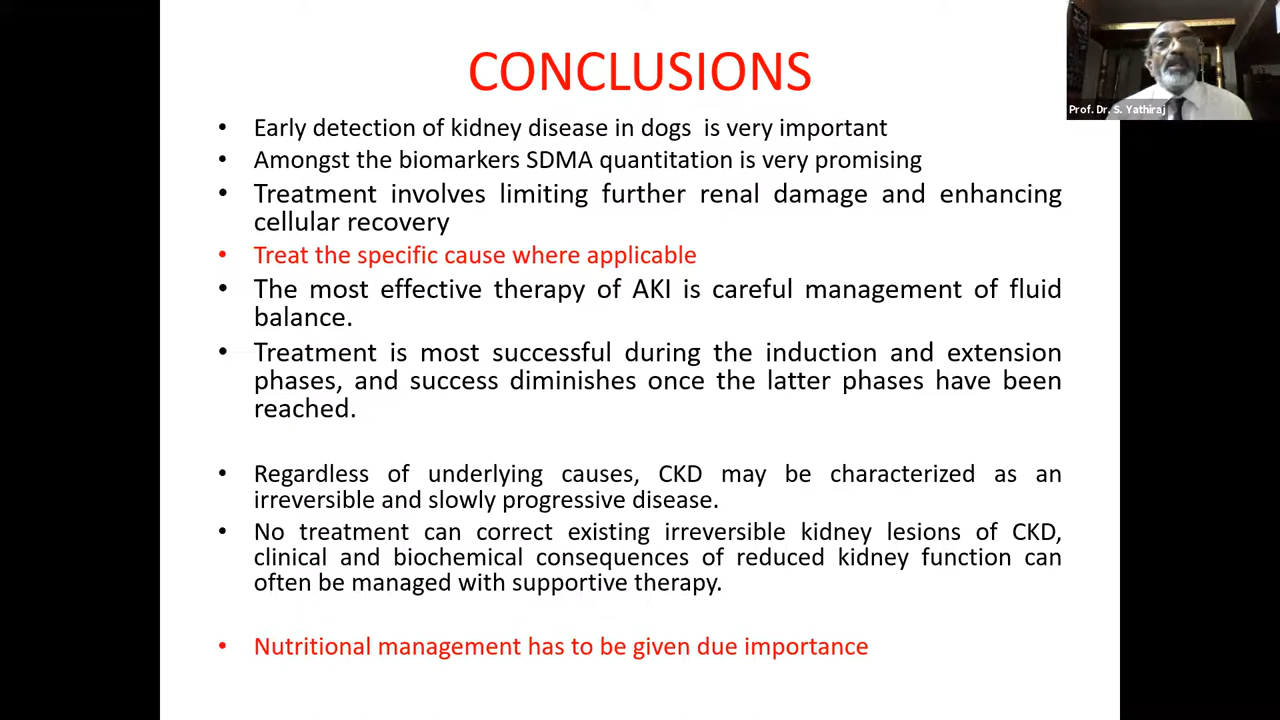 CONCLUSIONS
Prof. Dr. S. Yathiraj
• Early detection of kidney disease in dogs is very important
• Amongst the biomarkers SDMA quantitation is very promising
• Treatment involves limiting further renal damage and enhancing
cellular recovery
• Treat the specific cause where applicable
• The most effective therapy of AKI is careful management of fluid
balance.
• Treatment is most successful during the induction and extension
phases, and success diminishes once the latter phases have been
reached.
• Regardless of underlying causes, CKD may be characterized as an
irreversible and slowly progressive disease.
• No treatment can correct existing irreversible kidney lesions of CKD,
clinical and biochemical consequences of reduced kidney function can
often be managed with supportive therapy.
• Nutritional management has to be given due importance